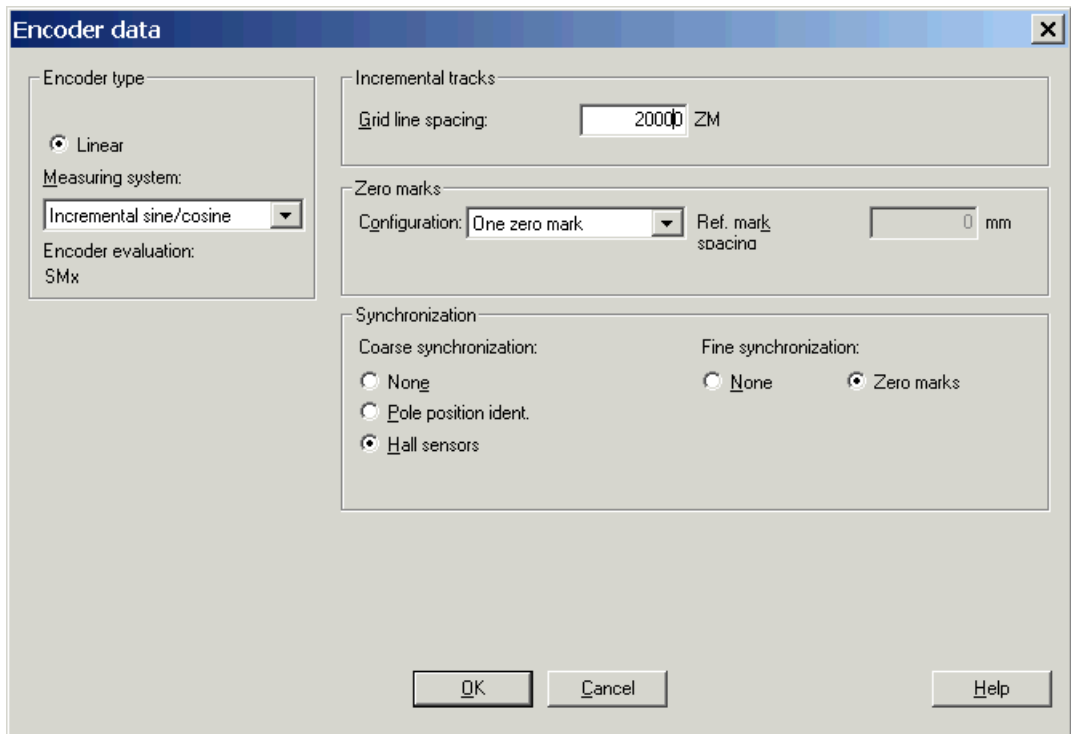 Encoder data
Encoder type
Linear
Measuring system:
Incremental sine/cosine
Encoder evaluation:
SMx
Incremental tracks
Grid line spacing: 20000 ZM
Zero marks
Configuration: One zero mark Ref. mark 0 mm
spacing
Synchronization
Coarse synchronization: Fine synchronization:
None None Zero marks
Pole position ident.
Hall sensors
OK Cancel Help